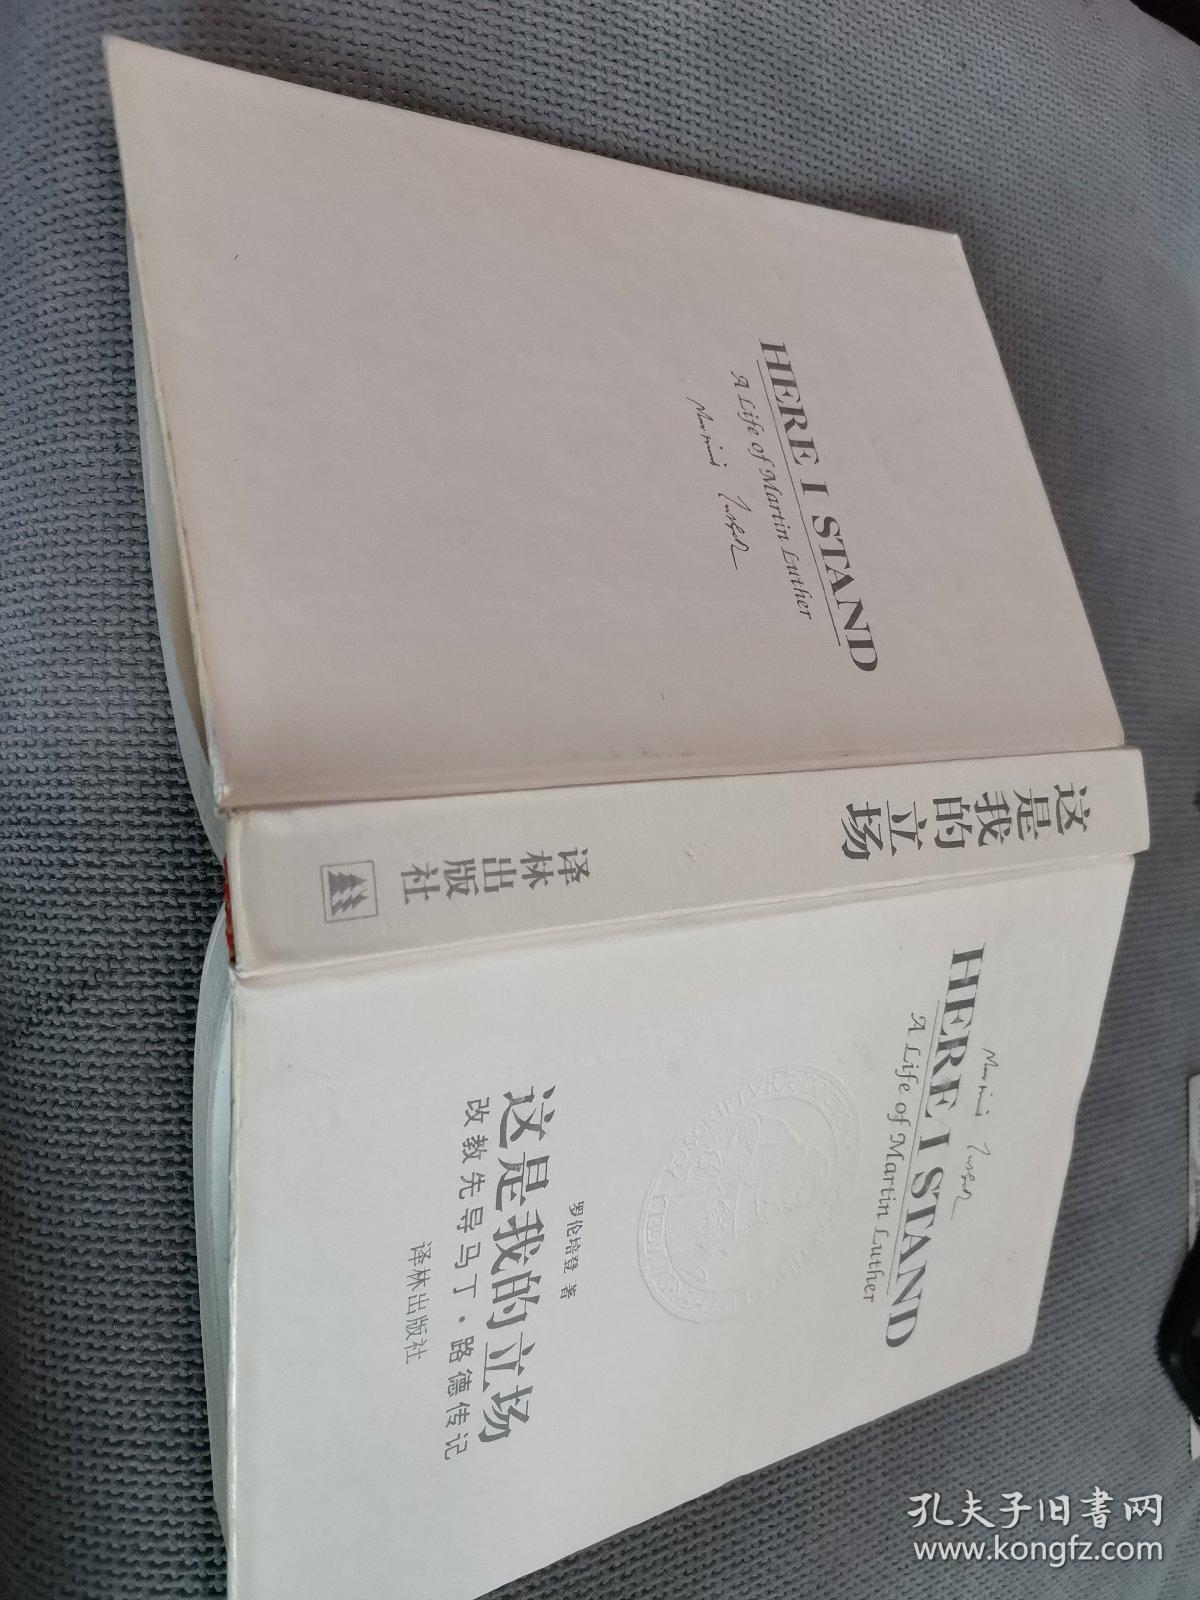 HERE I STAND
A Life of Martin Luther
这是我的立场
译林出版社
HERE I STAND
A Life of Martin Luther
罗伦培登 著
这是我的立场
改教先导马丁·路德传记
译林出版社
孔夫子旧书网
www.kongfz.com